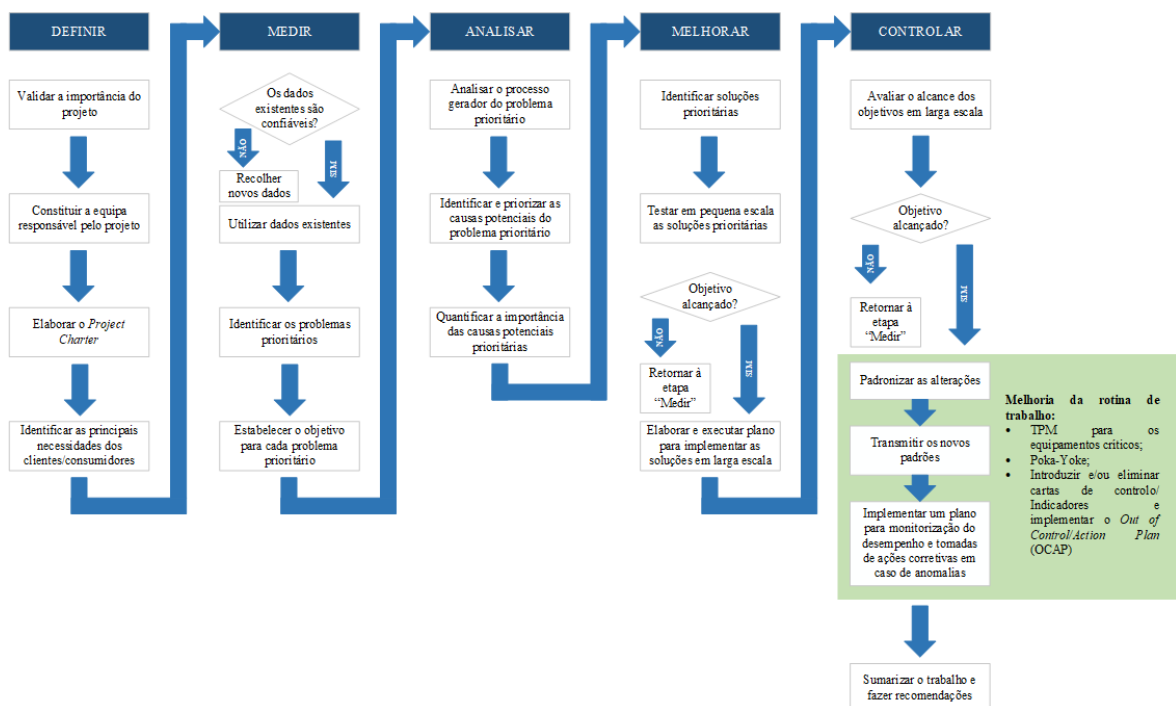 DEFINIR
Validar a importância do
projeto
Constituir a equipa
responsável pelo projeto
Elaborar o Project
Charter
Identificar as principais
necessidades dos
clientes/consumidores
MEDIR
Os dados
existentes são
confiáveis?
NÃO
SIM
Recolher
novos dados
Utilizar dados existentes
Identificar os problemas
prioritários
Estabelecer o objetivo
para cada problema
prioritário
ANALISAR
Analisar o processo
gerador do problema
prioritário
Identificar e priorizar as
causas potenciais do
problema prioritário
Quantificar a importância
das causas potenciais
prioritárias
MELHORAR
Identificar soluções
prioritárias
Testar em pequena escala
as soluções prioritárias
Objetivo
alcançado?
NÃO
SIM
Retornar à
etapa
“Medir”
Elaborar e executar plano
para implementar as
soluções em larga escala
CONTROLAR
Avaliar o alcance dos
objetivos em larga escala
Objetivo
alcançado?
NÃO
SIM
Retornar à
etapa
“Medir”
Padronizar as alterações
Transmitir os novos
padrões
Implementar um plano
para monitorização do
desempenho e tomadas
de ações corretivas em
caso de anomalias
Melhoria da rotina de
trabalho:
• TPM para os
equipamentos críticos;
• Poka-Yoke;
• Introduzir e/ou eliminar
cartas de controlo/
Indicadores e
implementar o Out of
Control/Action Plan
(OCAP)
Sumarizar o trabalho e
fazer recomendações